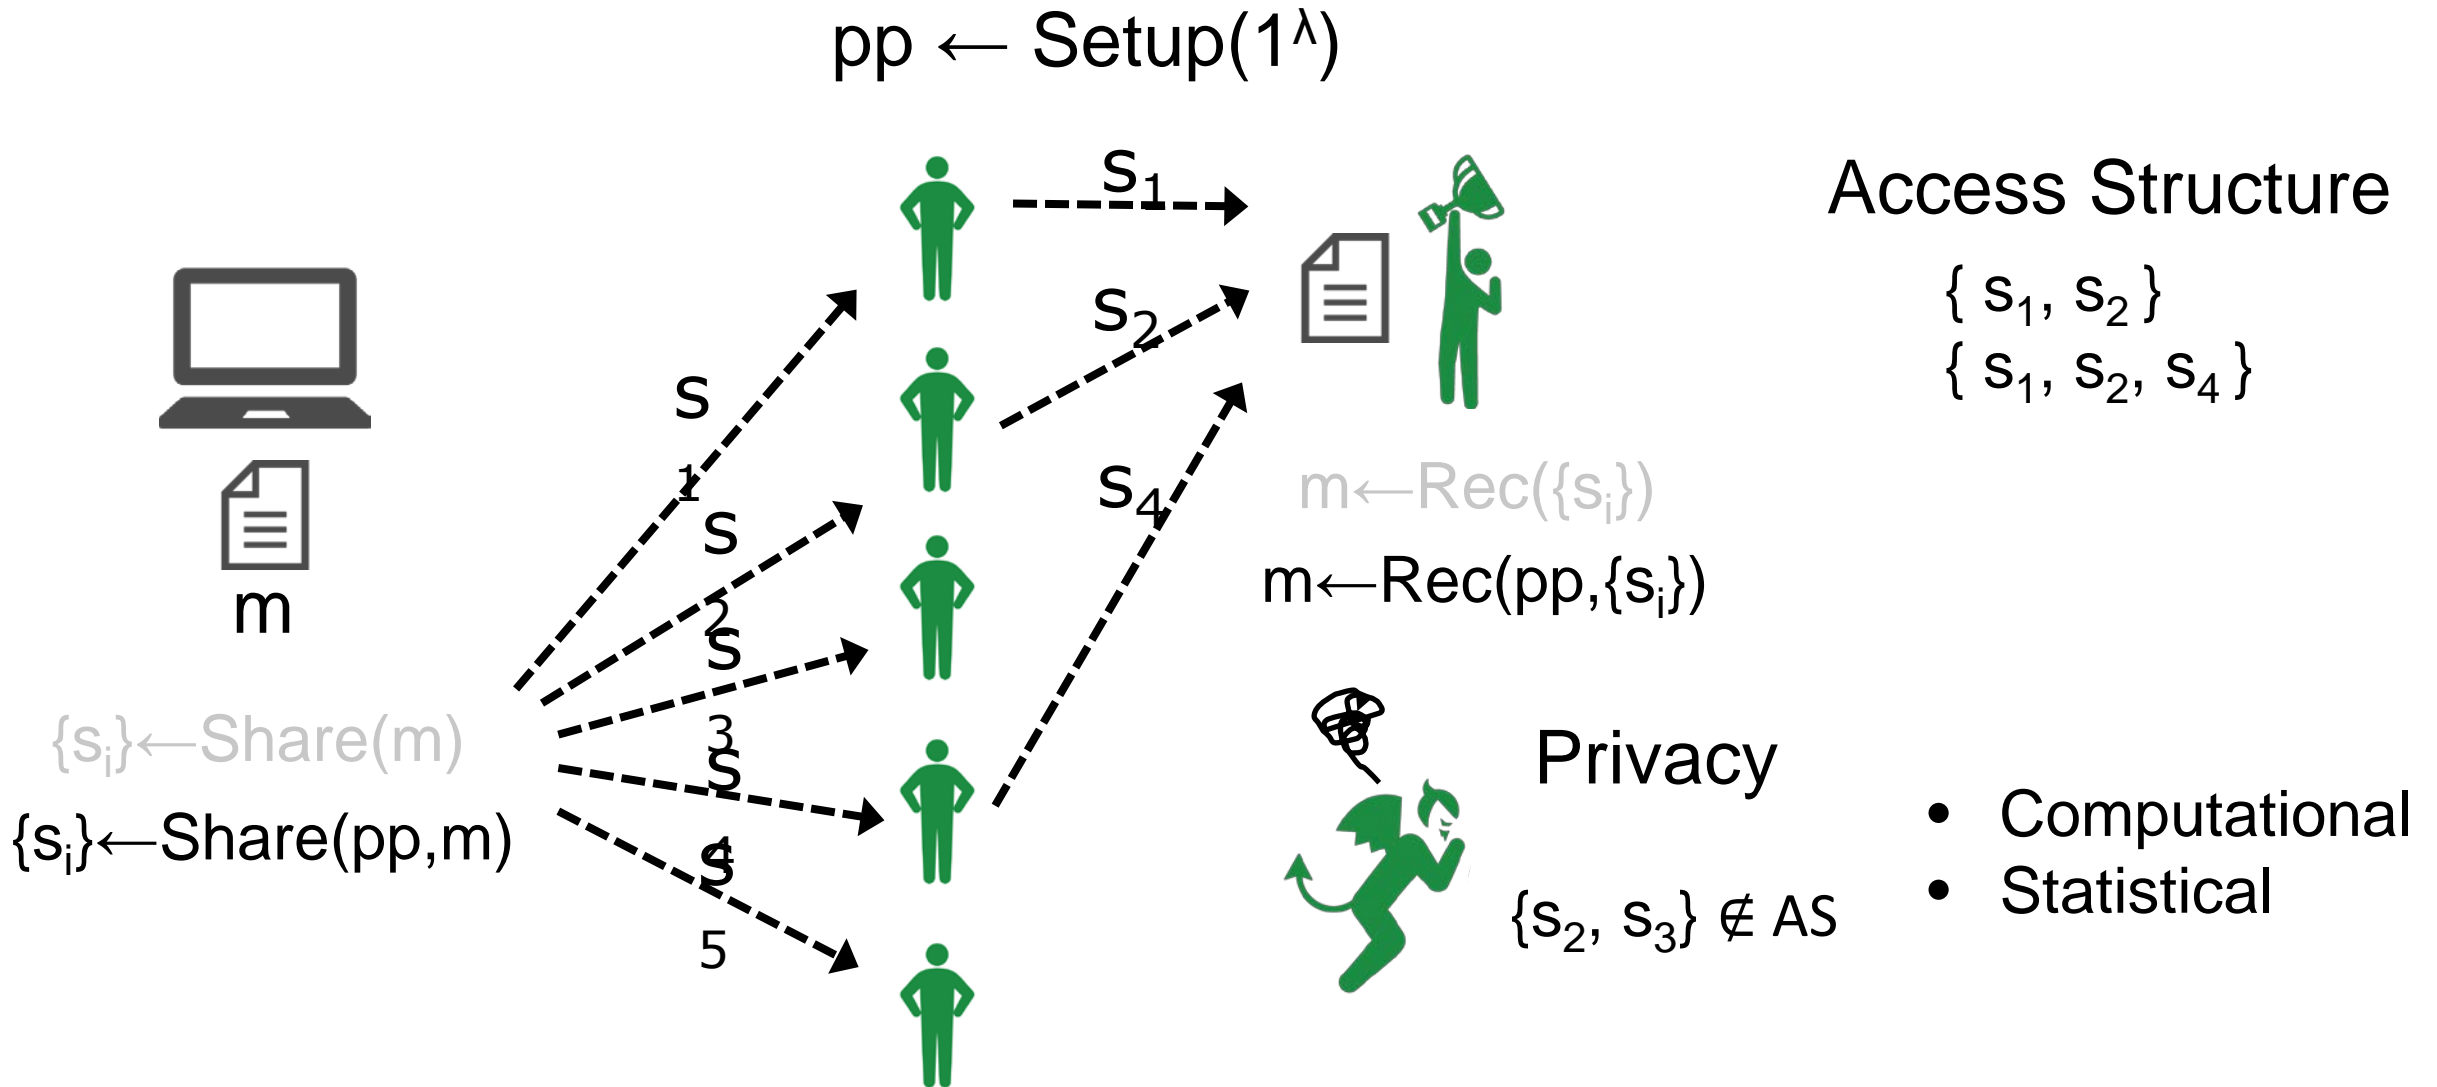 pp ← Setup(1^λ)
s₁
s₂
s₄
s
1
s
2
s
3
s
4
s
5
m
{sᵢ}←Share(m)
{sᵢ}←Share(pp,m)
m←Rec({sᵢ})
m←Rec(pp,{sᵢ})
Access Structure
{ s₁, s₂ }
{ s₁, s₂, s₄ }
Privacy
{s₂, s₃} ∉ AS
• Computational
• Statistical